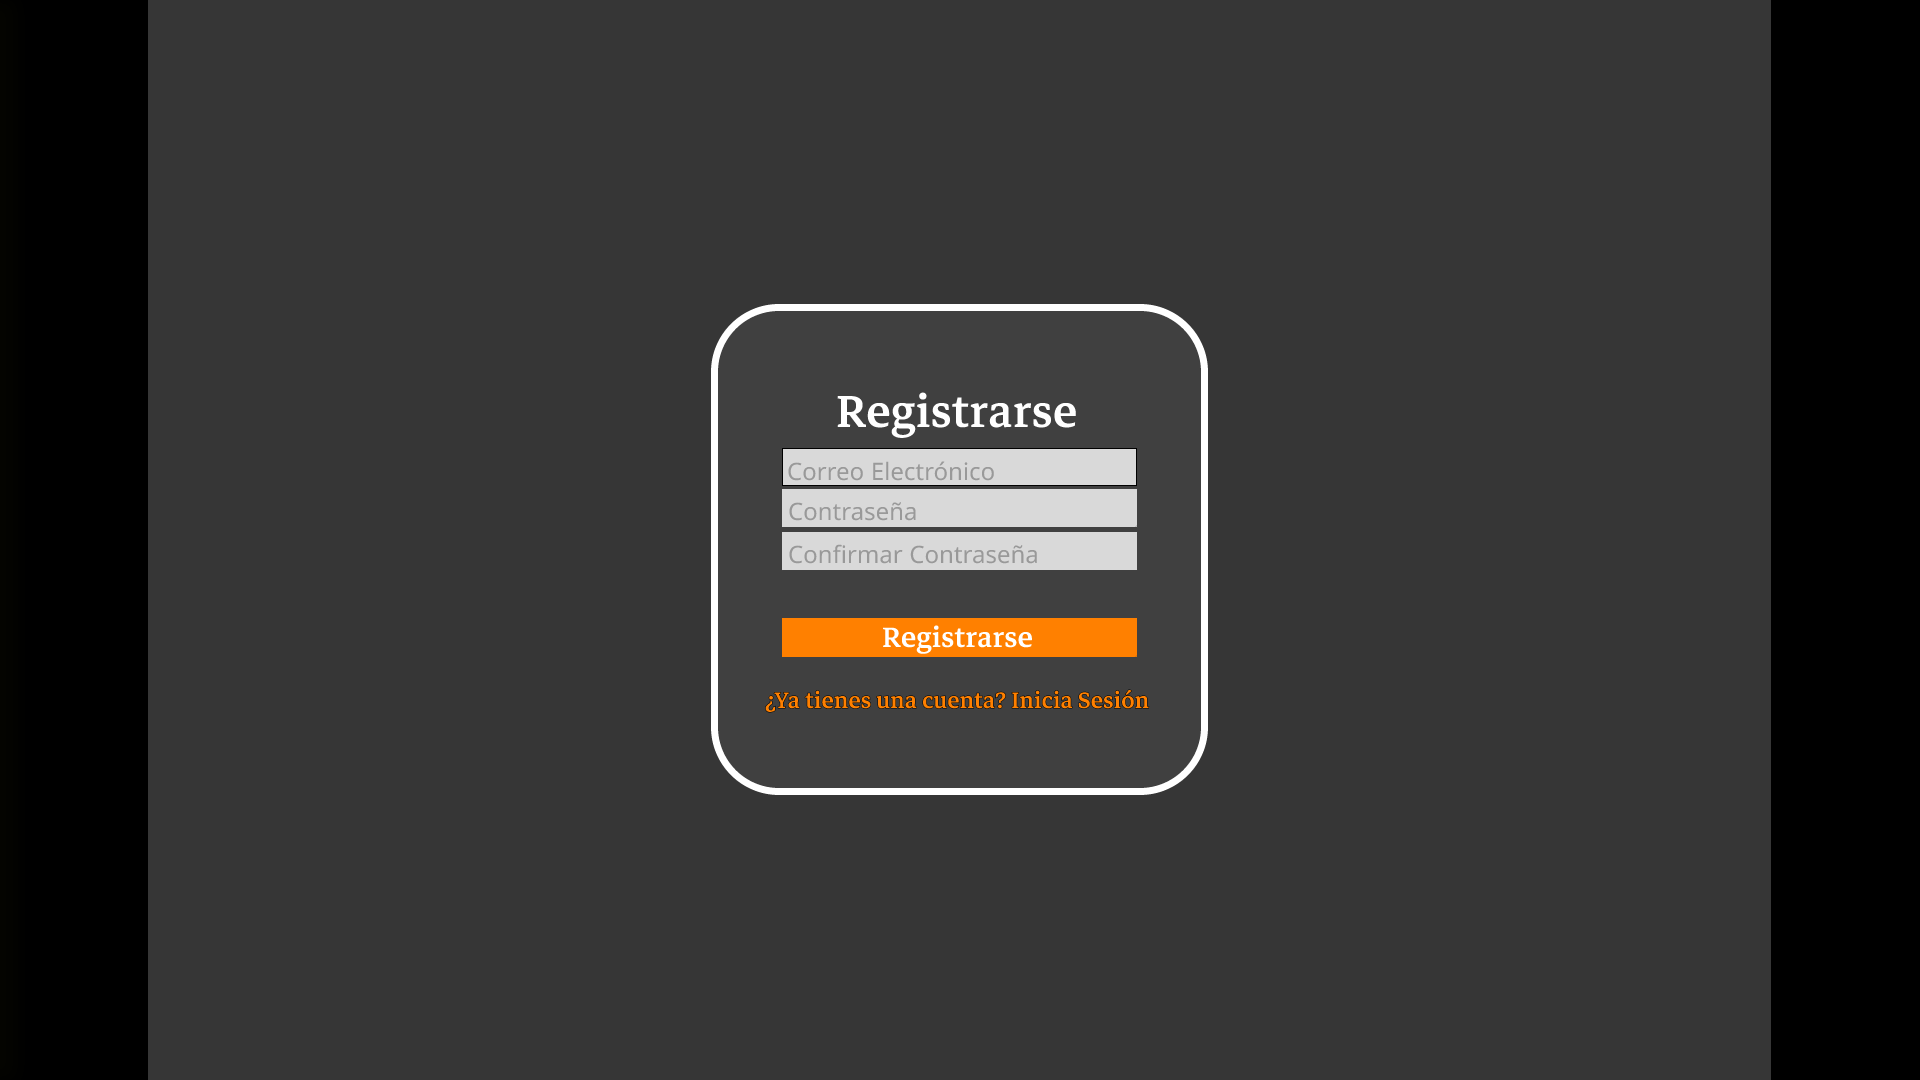 Registrarse
Correo Electrónico
Contraseña
Confirmar Contraseña
Registrarse
¿Ya tienes una cuenta? Inicia Sesión